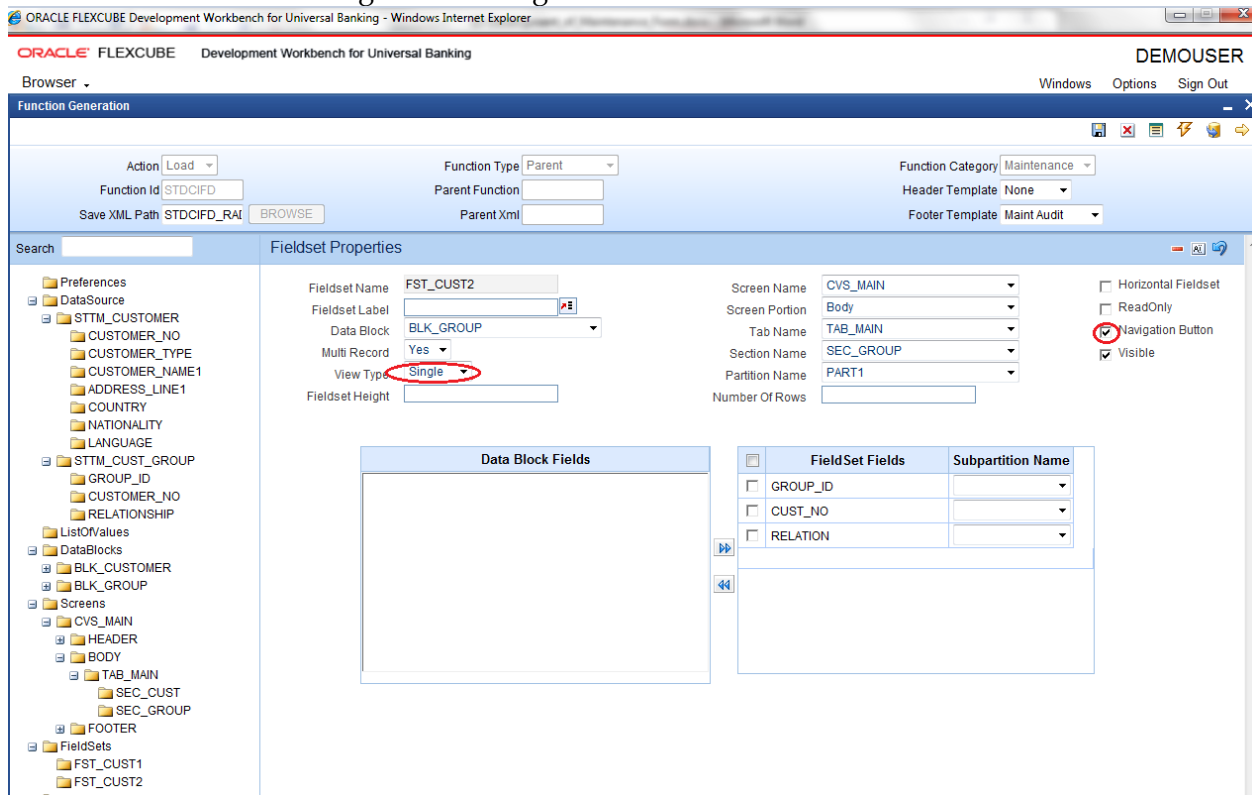 ORACLE FLEXCUBE Development Workbench for Universal Banking - Windows Internet Explorer
ORACLE FLEXCUBE Development Workbench for Universal Banking DEMOUSER
Browser Windows Options Sign Out
Function Generation
Action Load Function Type Parent Function Category Maintenance
Function Id STDCIFD Parent Function Header Template None
Save XML Path STDCIFD_RAD BROWSE Parent Xml Footer Template Maint Audit
Search Fieldset Properties
Preferences
DataSource
STTM_CUSTOMER
CUSTOMER_NO
CUSTOMER_TYPE
CUSTOMER_NAME1
ADDRESS_LINE1
COUNTRY
NATIONALITY
LANGUAGE
STTM_CUST_GROUP
GROUP_ID
CUSTOMER_NO
RELATIONSHIP
ListOfValues
DataBlocks
BLK_CUSTOMER
BLK_GROUP
Screens
CVS_MAIN
HEADER
BODY
TAB_MAIN
SEC_CUST
SEC_GROUP
FOOTER
FieldSets
FST_CUST1
FST_CUST2
Fieldset Name FST_CUST2 Screen Name CVS_MAIN Horizontal Fieldset
Fieldset Label Screen Portion Body ReadOnly
Data Block BLK_GROUP Tab Name TAB_MAIN Navigation Button
Multi Record Yes Section Name SEC_GROUP Visible
View Type Single Partition Name PART1
Fieldset Height Number Of Rows
Data Block Fields FieldSet Fields Subpartition Name
GROUP_ID
CUST_NO
RELATION